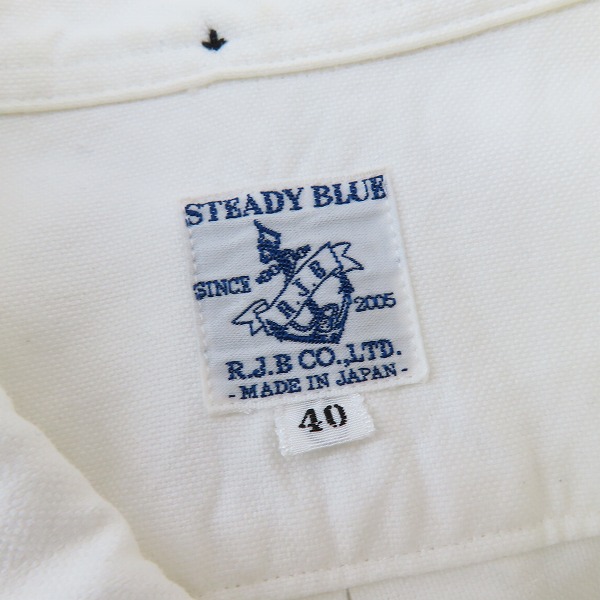 STEADY BLUE
SINCE
R.J.B
2005
R.J.B CO.,LTD.
- MADE IN JAPAN -
40